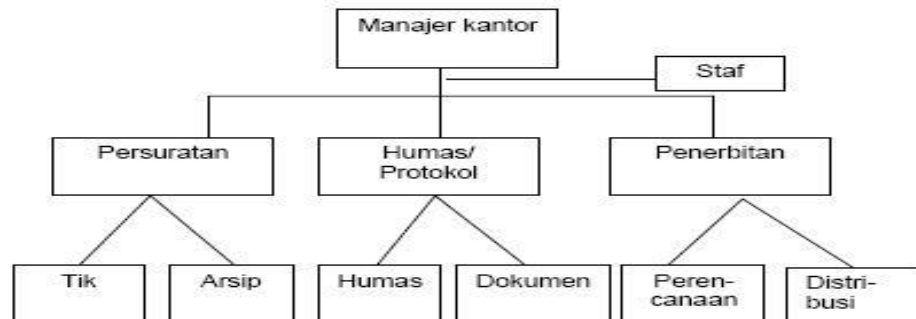 Manajer kantor
Staf
Persuratan
Humas/
Protokol
Penerbitan
Tik
Arsip
Humas
Dokumen
Peren-
canaan
Distri-
busi